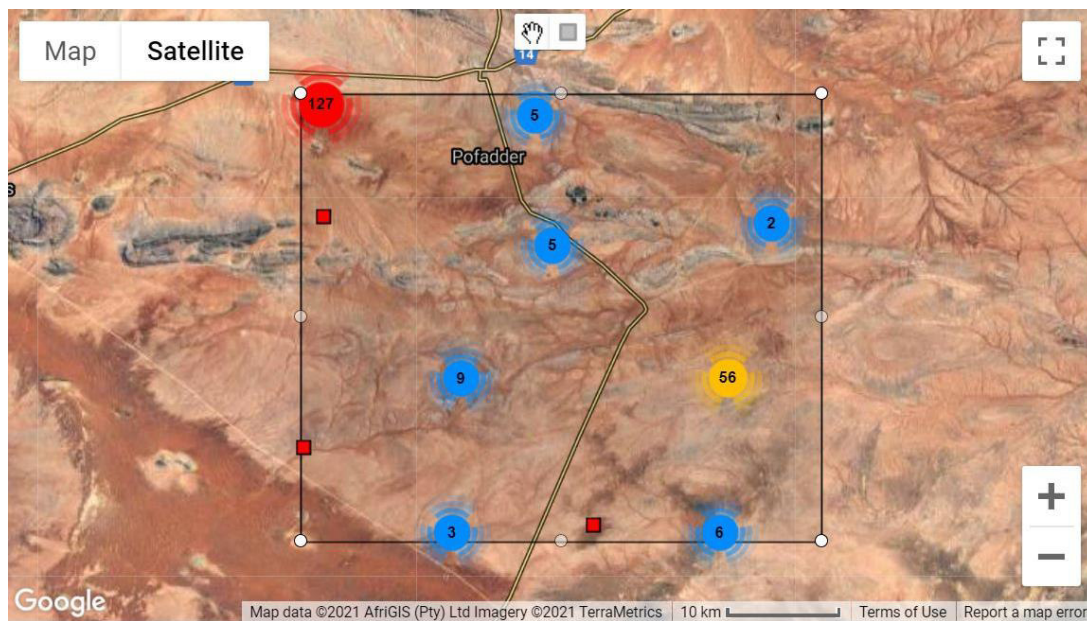 Map
Satellite
14
127
5
Pofadder
s
5
2
9
56
3
6
Google
Map data ©2021 AfriGIS (Pty) Ltd Imagery ©2021 TerraMetrics
10 km
Terms of Use
Report a map error